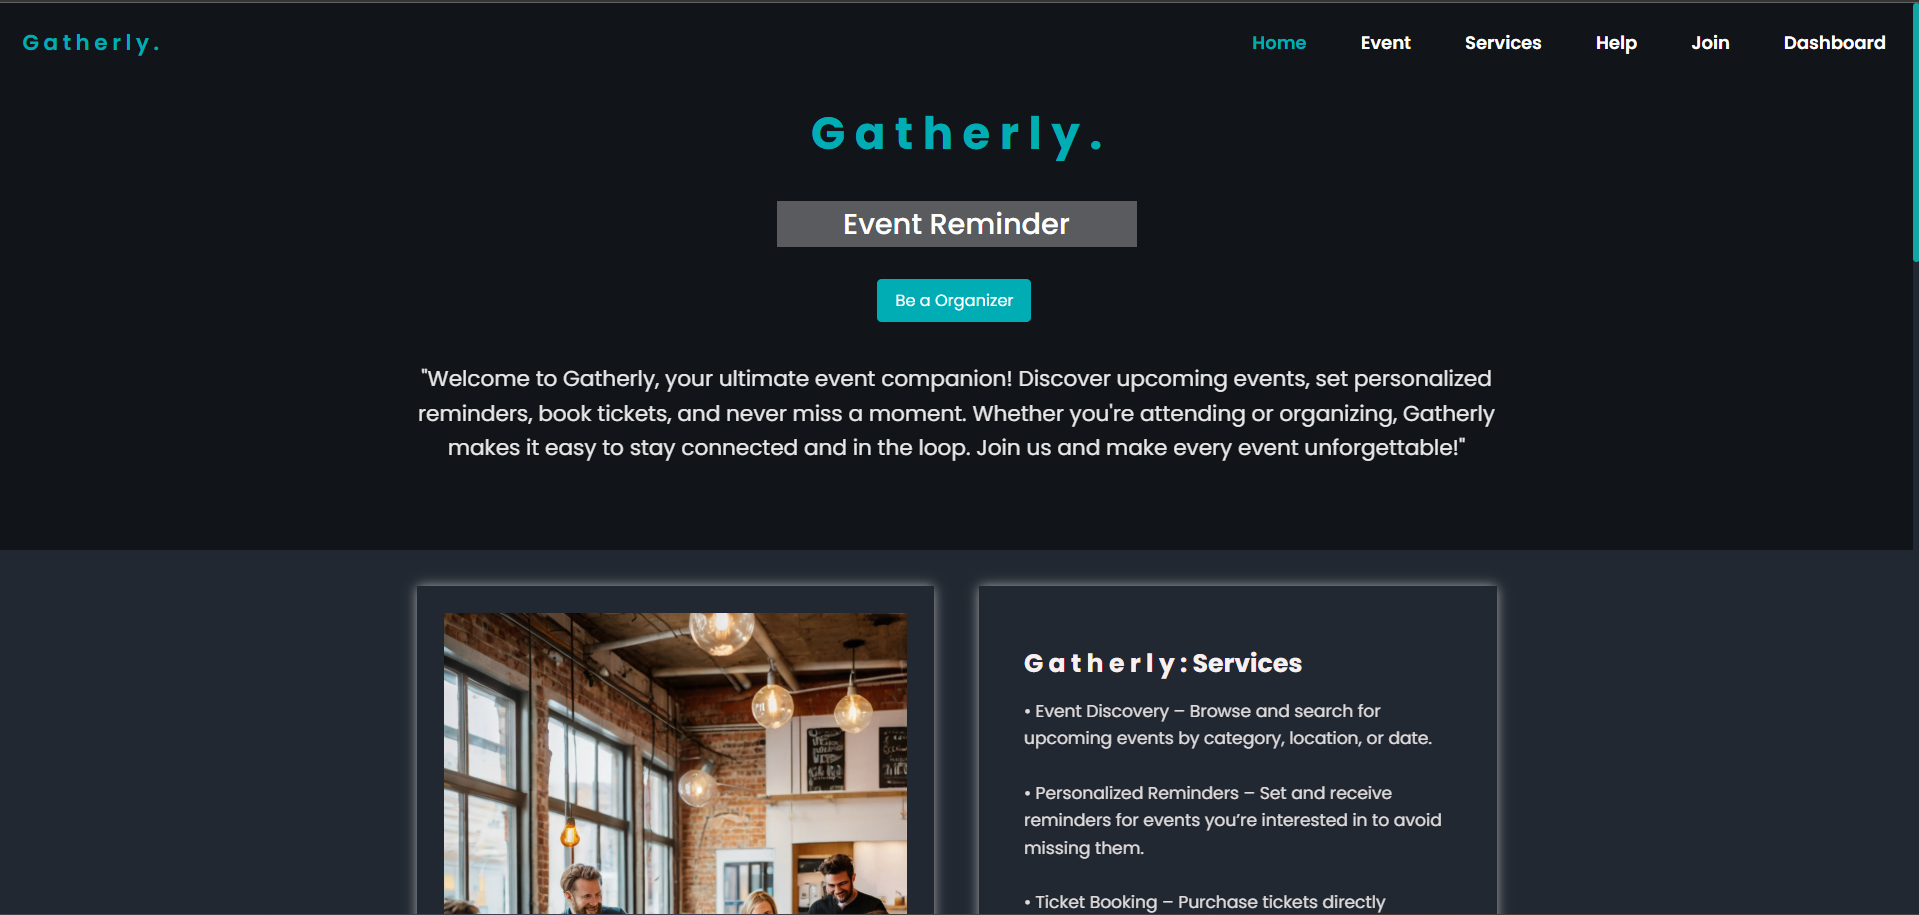 Gatherly.
Home Event Services Help Join Dashboard
Gatherly.
Event Reminder
Be a Organizer
"Welcome to Gatherly, your ultimate event companion! Discover upcoming events, set personalized
reminders, book tickets, and never miss a moment. Whether you're attending or organizing, Gatherly
makes it easy to stay connected and in the loop. Join us and make every event unforgettable!"
Gatherly: Services
• Event Discovery – Browse and search for
upcoming events by category, location, or date.
• Personalized Reminders – Set and receive
reminders for events you’re interested in to avoid
missing them.
• Ticket Booking – Purchase tickets directly